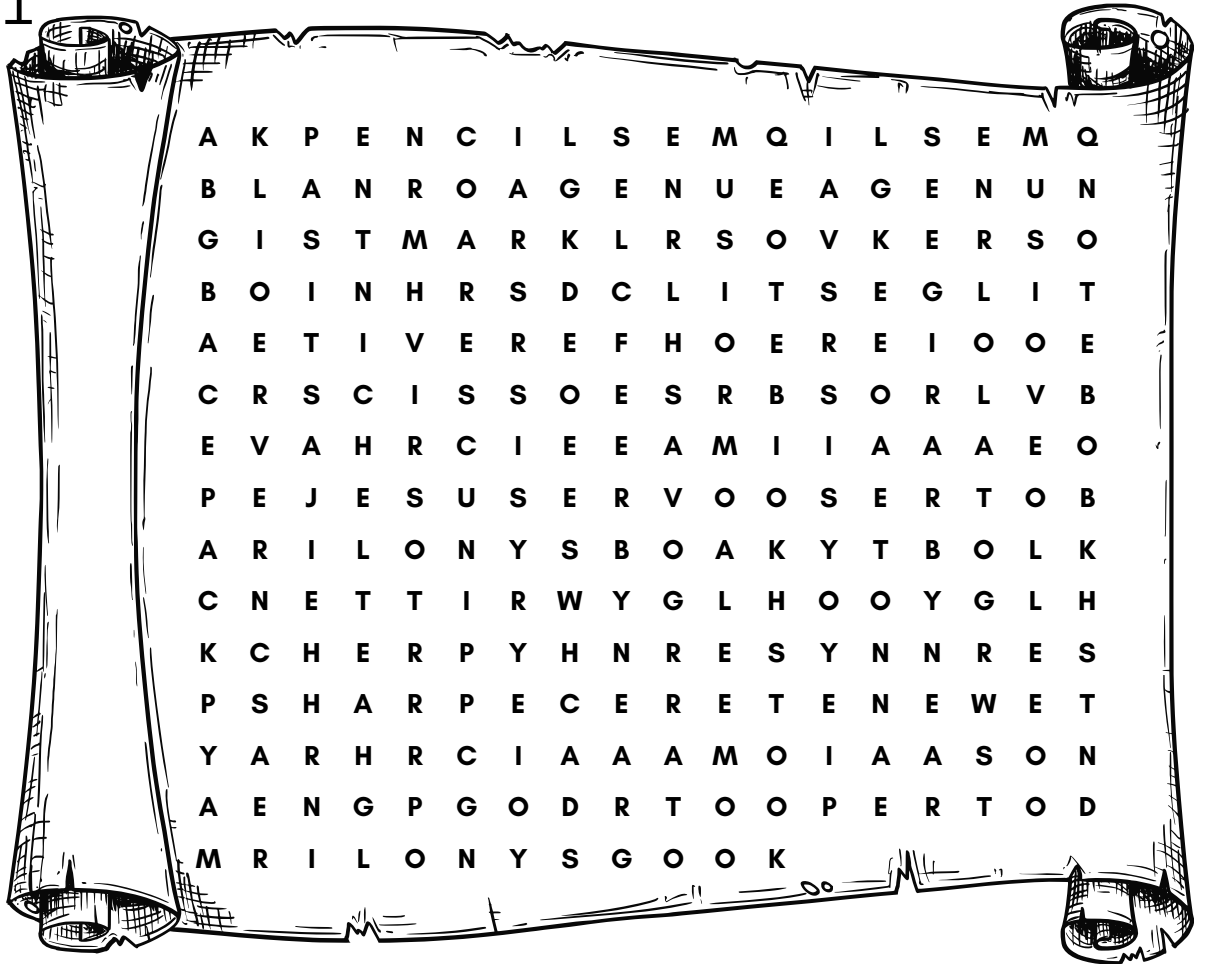 1
A K P E N C I L S E M Q I L S E M Q
B L A N R O A G E N U E A G E N U N
G I S T M A R K L R S O V K E R S O
B O I N H R S D C L I T S E G L I T
A E T I V E R E F H O E R E I O O E
C R S C I S S O E S R B S O R L V B
E V A H R C I E E A M I I A A A E O
P E J E S U S E R V O O S E R T O B
A R I L O N Y S B O A K Y T B O L K
C N E T T I R W Y G L H O O Y G L H
K C H E R P Y H N R E S Y N N R E S
P S H A R P E C E R E T E N E W E T
Y A R H R C I A A A M O I A A S O N
A E N G P G O D R T O O P E R T O D
M R I L O N Y S G O O K